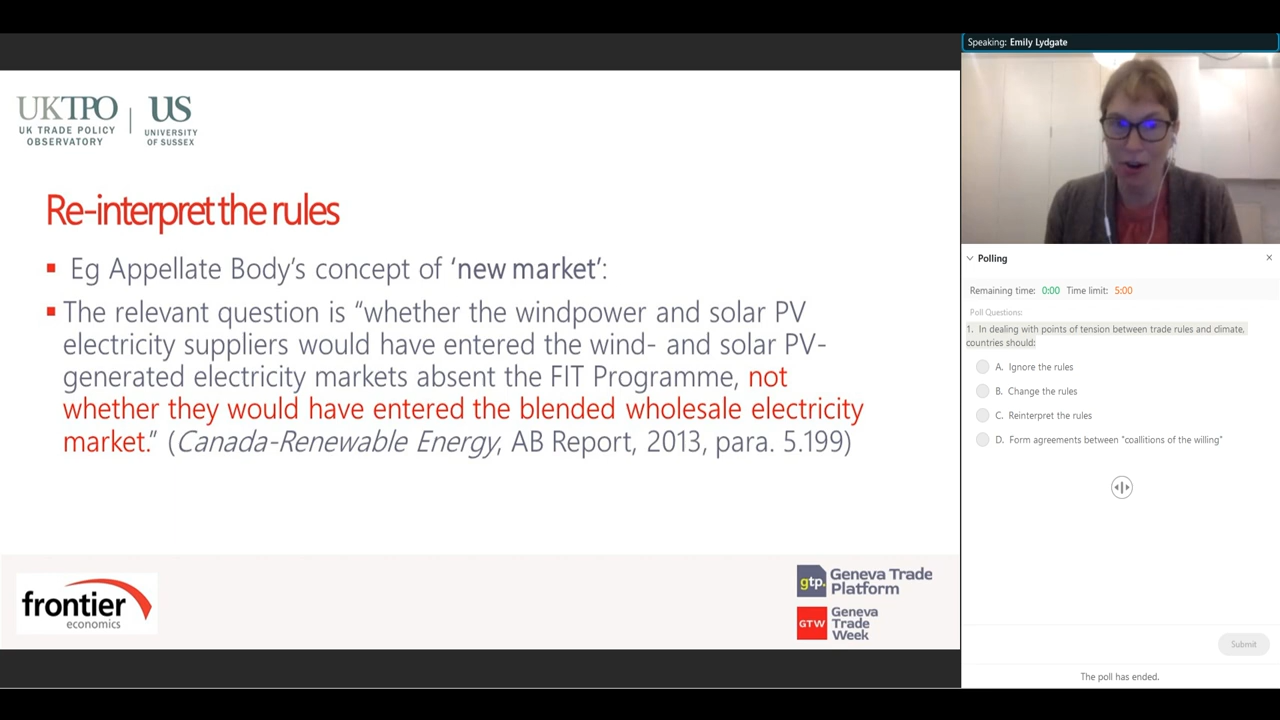 Speaking: Emily Lydgate
UKTPO
UK TRADE POLICY
OBSERVATORY
US
UNIVERSITY
OF SUSSEX
Re-interpret the rules
Eg Appellate Body's concept of ‘new market’:
The relevant question is “whether the windpower and solar PV
electricity suppliers would have entered the wind- and solar PV-
generated electricity markets absent the FIT Programme, not
whether they would have entered the blended wholesale electricity
market.” (Canada-Renewable Energy, AB Report, 2013, para. 5.199)
frontier
economics
gtp.
Geneva Trade
Platform
GTW
Geneva
Trade
Week
Polling
Remaining time: 0:00 Time limit: 5:00
Poll Questions:
1. In dealing with points of tension between trade rules and climate,
countries should:
A. Ignore the rules
B. Change the rules
C. Reinterpret the rules
D. Form agreements between "coallitions of the willing"
Submit
The poll has ended.